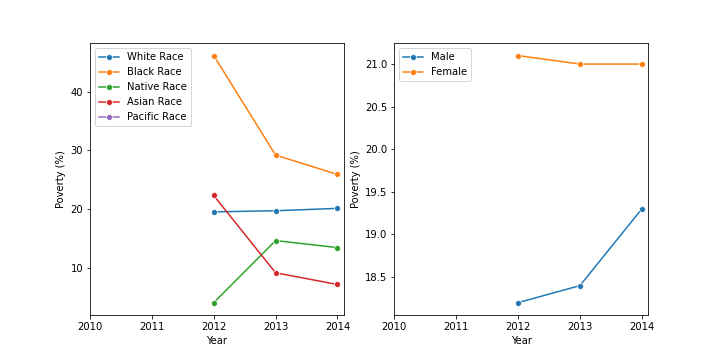 White Race
Black Race
Native Race
Asian Race
Pacific Race
40
30
20
10
Poverty (%)
2010 2011 2012 2013 2014
Year
Male
Female
21.0
20.5
20.0
19.5
19.0
18.5
Poverty (%)
2010 2011 2012 2013 2014
Year